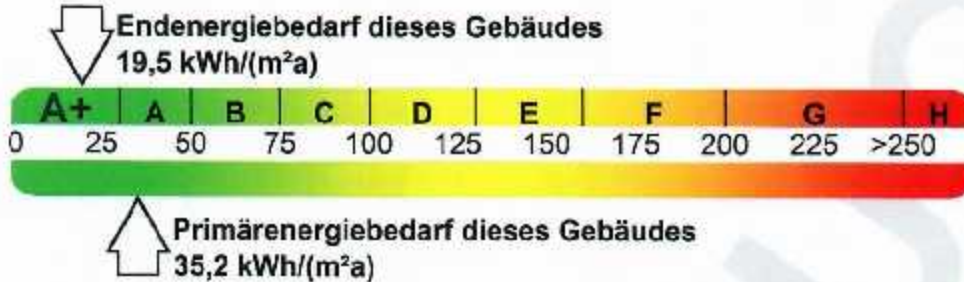 Endenergiebedarf dieses Gebäudes
19,5 kWh/(m²a)
A+ A B C D E F G H
0 25 50 75 100 125 150 175 200 225 >250
Primärenergiebedarf dieses Gebäudes
35,2 kWh/(m²a)